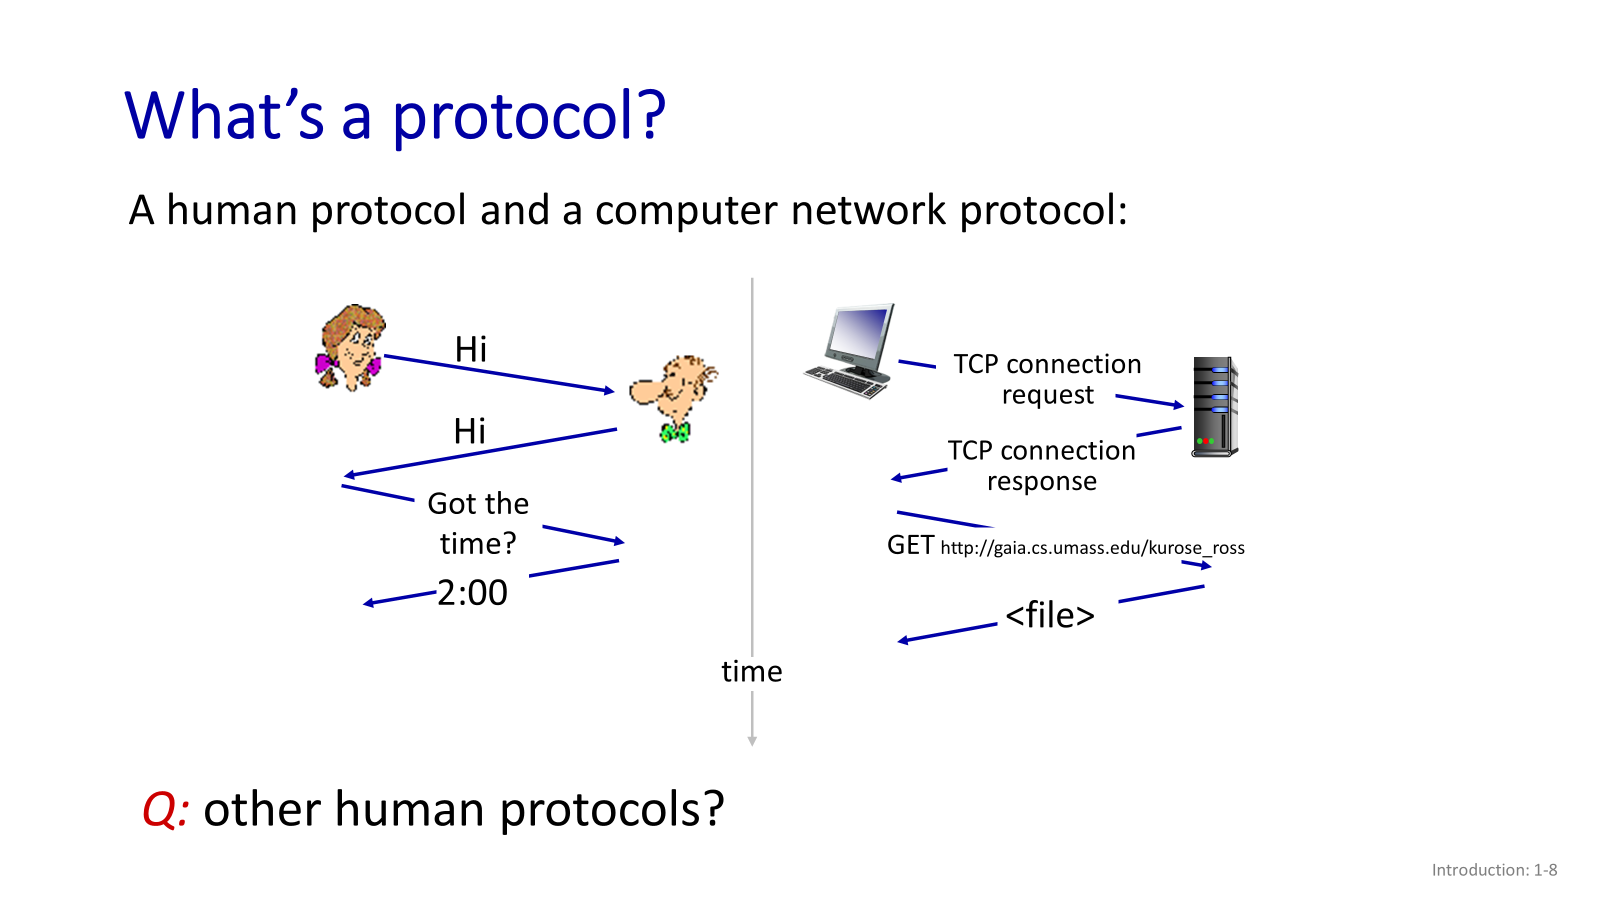 What’s a protocol?
A human protocol and a computer network protocol:
Hi
Hi
Got the
time?
2:00
TCP connection
request
TCP connection
response
GET http://gaia.cs.umass.edu/kurose_ross
<file>
time
Q: other human protocols?
Introduction: 1-8